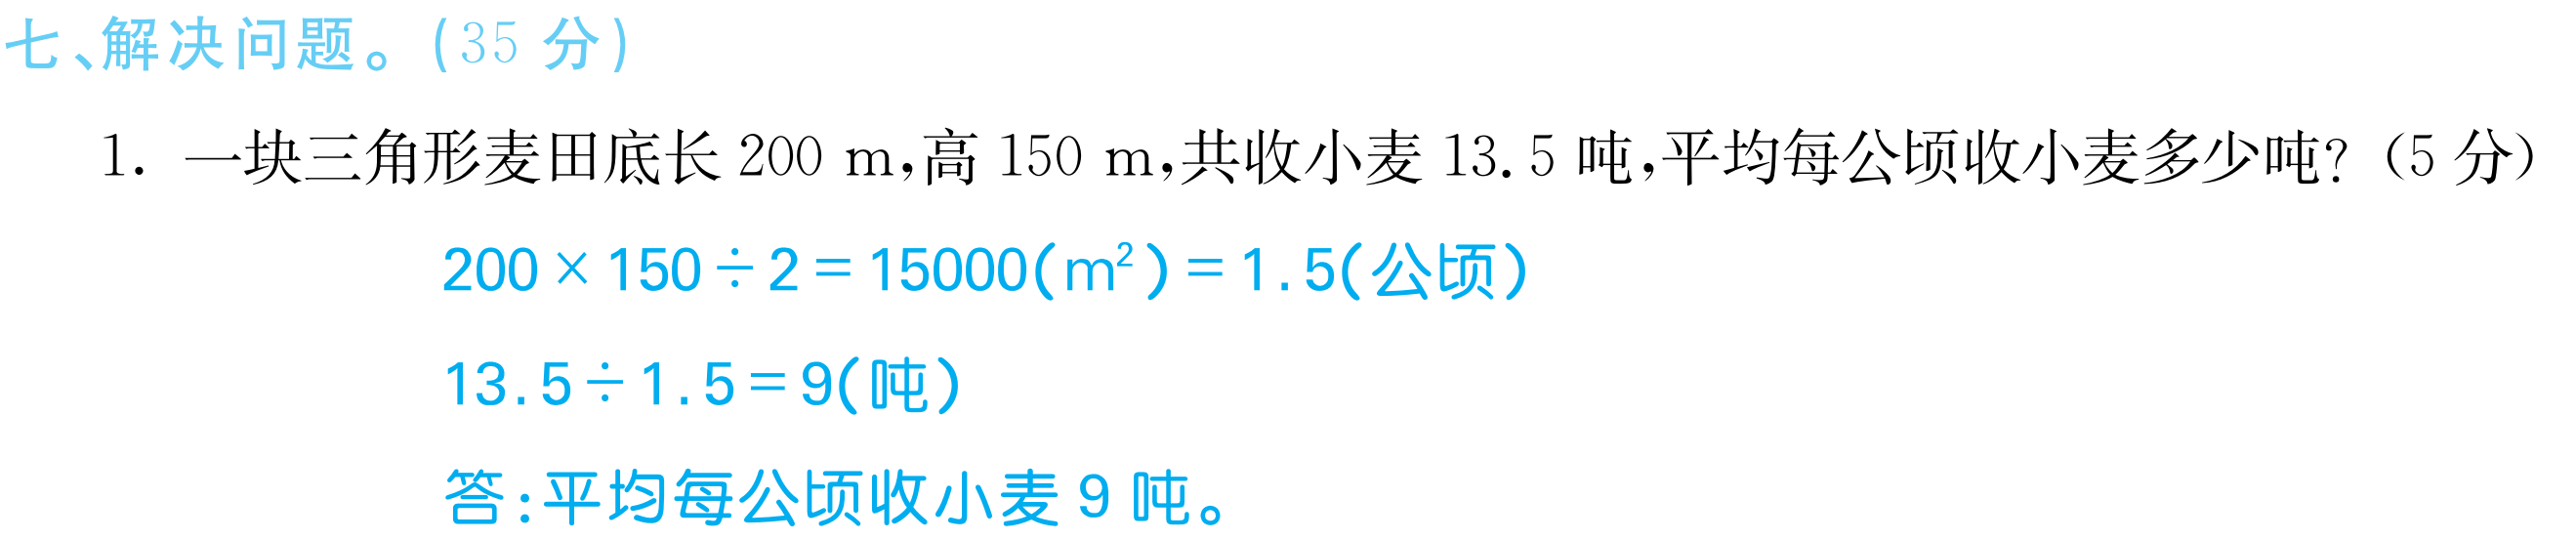 七、解决问题。(35 分)
1. 一块三角形麦田底长 200 m,高 150 m,共收小麦 13.5 吨,平均每公顷收小麦多少吨?(5 分)
200×150÷2=15000(m²)=1.5(公顷)
13.5÷1.5=9(吨)
答:平均每公顷收小麦 9 吨。